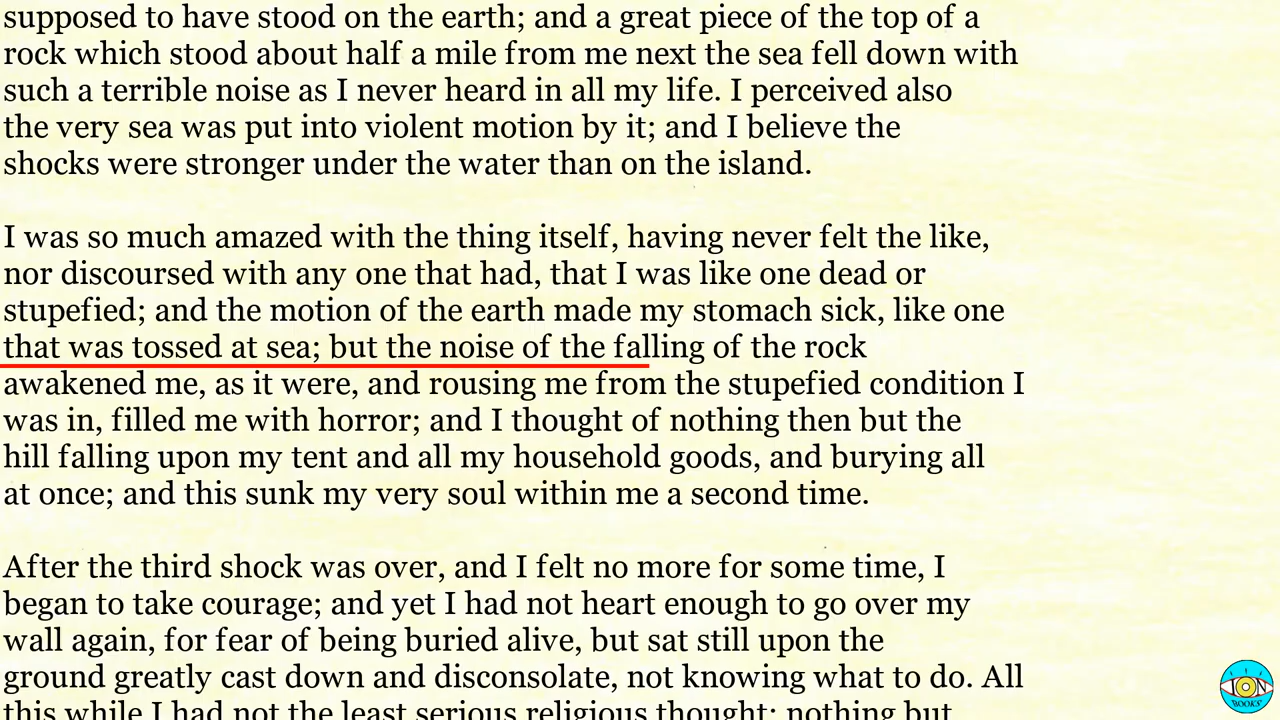 supposed to have stood on the earth; and a great piece of the top of a
rock which stood about half a mile from me next the sea fell down with
such a terrible noise as I never heard in all my life. I perceived also
the very sea was put into violent motion by it; and I believe the
shocks were stronger under the water than on the island.
I was so much amazed with the thing itself, having never felt the like,
nor discoursed with any one that had, that I was like one dead or
stupefied; and the motion of the earth made my stomach sick, like one
that was tossed at sea; but the noise of the falling of the rock
awakened me, as it were, and rousing me from the stupefied condition I
was in, filled me with horror; and I thought of nothing then but the
hill falling upon my tent and all my household goods, and burying all
at once; and this sunk my very soul within me a second time.
After the third shock was over, and I felt no more for some time, I
began to take courage; and yet I had not heart enough to go over my
wall again, for fear of being buried alive, but sat still upon the
ground greatly cast down and disconsolate, not knowing what to do. All
this while I had not the least serious religious thought; nothing but
ION
BOOKS